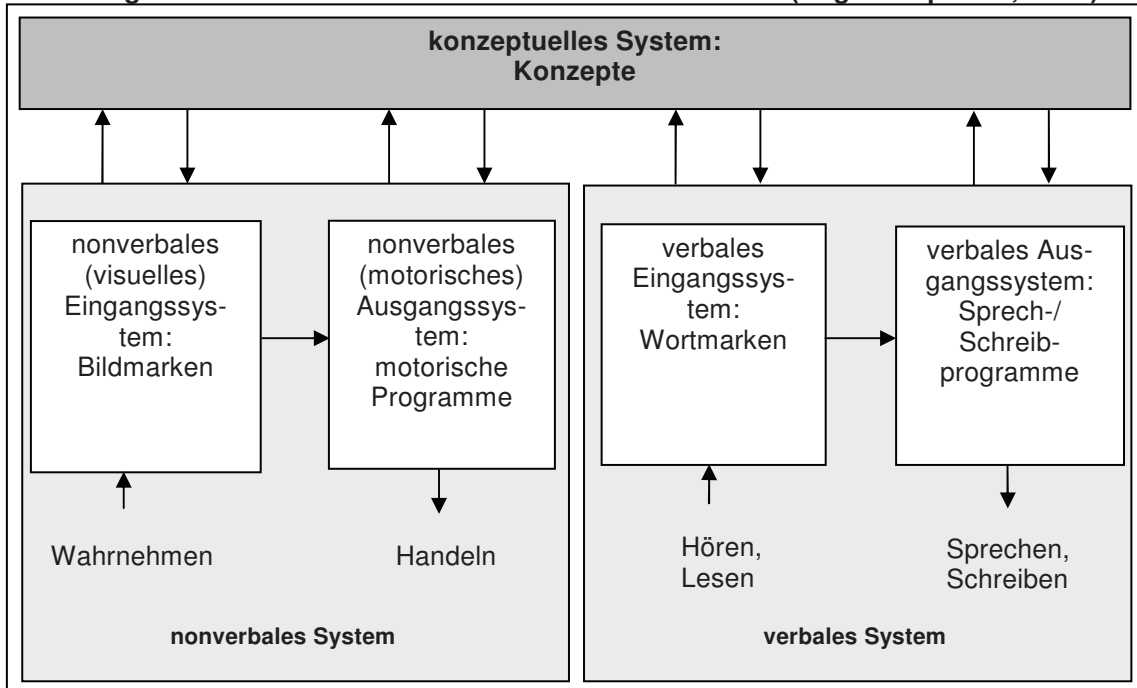 konzeptuelles System:
Konzepte
nonverbales
(visuelles)
Eingangssys-
tem:
Bildmarken
nonverbales
(motorisches)
Ausgangssys-
tem:
motorische
Programme
verbales
Eingangssys-
tem:
Wortmarken
verbales Aus-
gangssystem:
Sprech-/
Schreib-
programme
Wahrnehmen
Handeln
Hören,
Lesen
Sprechen,
Schreiben
nonverbales System
verbales System